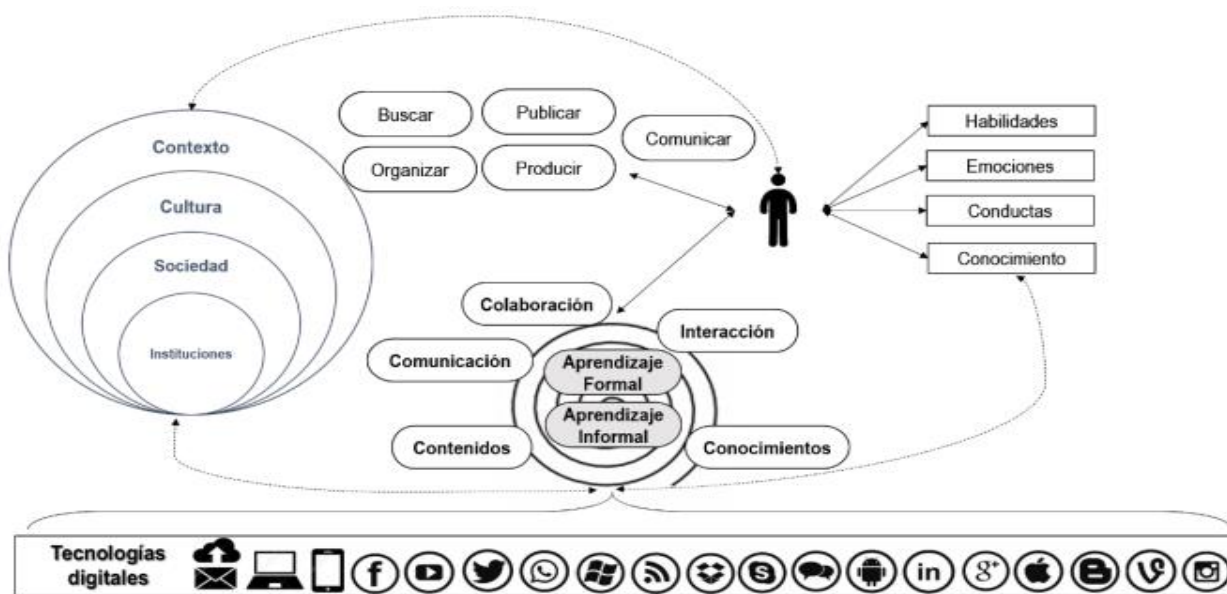 Contexto
Cultura
Sociedad
Instituciones
Buscar
Publicar
Comunicar
Organizar
Producir
Habilidades
Emociones
Conductas
Conocimiento
Colaboración
Interacción
Comunicación
Aprendizaje
Formal
Aprendizaje
Informal
Contenidos
Conocimientos
Tecnologías
digitales
f
in
g+